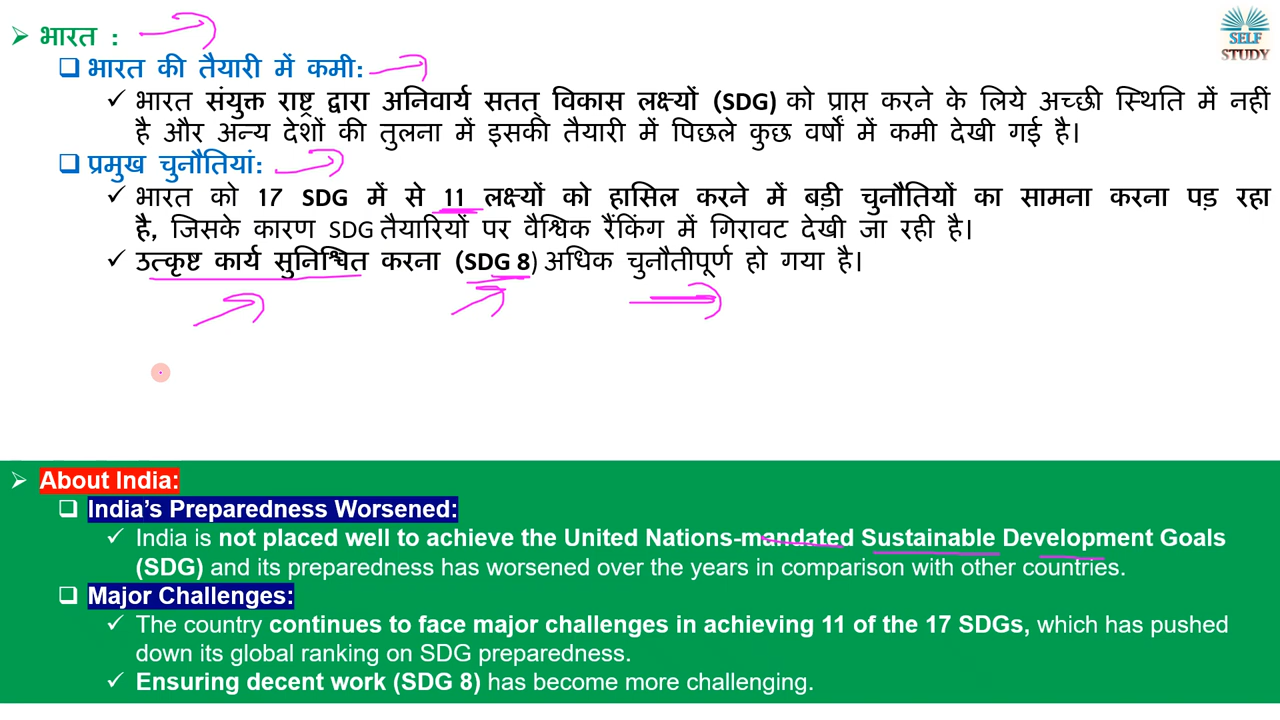 ➢ भारत :
❑ भारत की तैयारी में कमी:
✓ भारत संयुक्त राष्ट्र द्वारा अनिवार्य सतत् विकास लक्ष्यों (SDG) को प्राप्त करने के लिये अच्छी स्थिति में नहीं
है और अन्य देशों की तुलना में इसकी तैयारी में पिछले कुछ वर्षों में कमी देखी गई है।
❑ प्रमुख चुनौतियां:
✓ भारत को 17 SDG में से 11 लक्ष्यों को हासिल करने में बड़ी चुनौतियों का सामना करना पड़ रहा
है, जिसके कारण SDG तैयारियों पर वैश्विक रैंकिंग में गिरावट देखी जा रही है।
✓ उत्कृष्ट कार्य सुनिश्चित करना (SDG 8) अधिक चुनौतीपूर्ण हो गया है।
SELF
STUDY
➢ About India:
❑ India’s Preparedness Worsened:
✓ India is not placed well to achieve the United Nations-mandated Sustainable Development Goals
(SDG) and its preparedness has worsened over the years in comparison with other countries.
❑ Major Challenges:
✓ The country continues to face major challenges in achieving 11 of the 17 SDGs, which has pushed
down its global ranking on SDG preparedness.
✓ Ensuring decent work (SDG 8) has become more challenging.